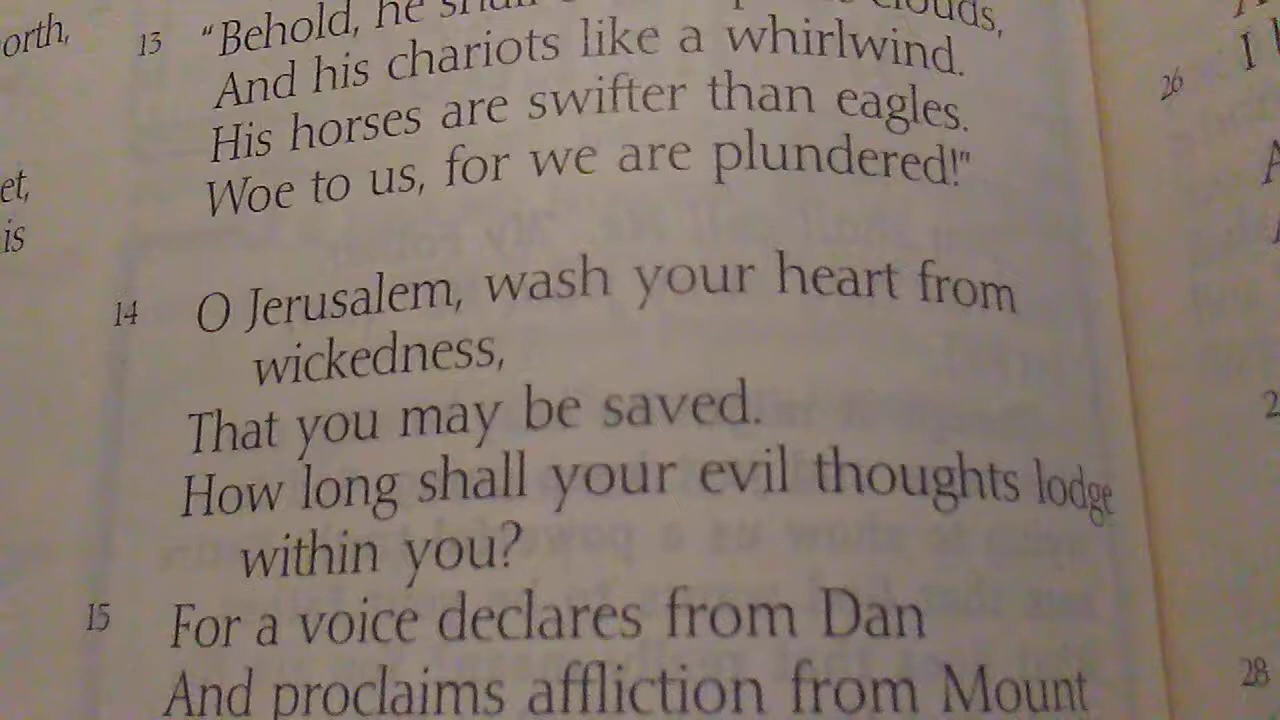 orth,
et,
is
13 "Behold, he clouds,
And his chariots like a whirlwind.
His horses are swifter than eagles.
Woe to us, for we are plundered!"
14 O Jerusalem, wash your heart from
wickedness,
That you may be saved.
How long shall your evil thoughts lodge
within you?
15 For a voice declares from Dan
And proclaims affliction from Mount
26
I
28